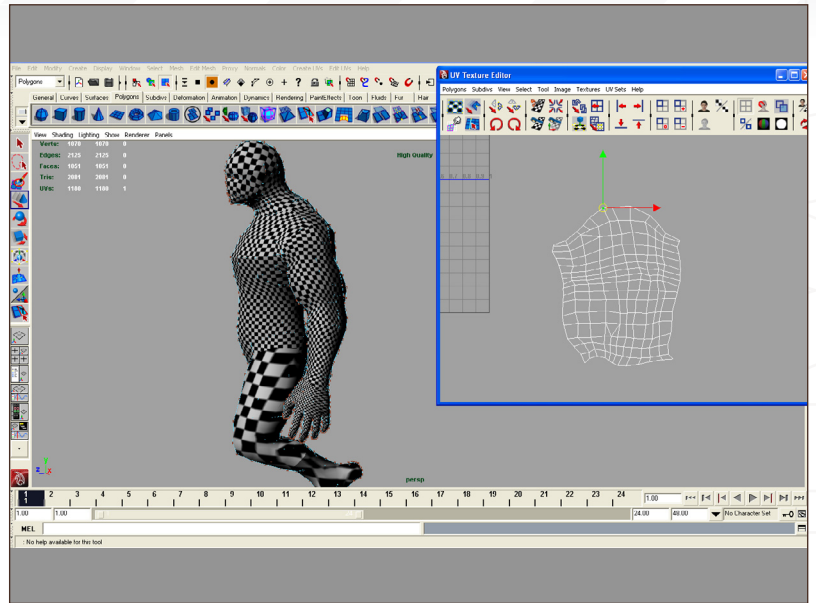 File Edit Modify Create Display Window Select Mesh Edit Mesh Proxy Normals Color Create UVs Edit UVs Help
UV Texture Editor
Polygons
Polygons Subdivs View Select Tool Image Textures UV Sets Help
General Curves Surfaces Polygons Subdivs Deformation Animation Dynamics Rendering PaintEffects Toon Fluids Fur Hair
View Shading Lighting Show Renderer Panels
Verts: 1070 1070 0
Edges: 2125 2125 0
High Quality
Faces: 1051 1051 0
Tris: 2081 2081 0
UVs: 1180 1180 1
y
z x
persp
1 2 3 4 5 6 7 8 9 10 11 12 13 14 15 16 17 18 19 20 21 22 23 24
1
1.00
1.00 1.00 24.00 48.00 No Character Set
MEL
No help available for this tool